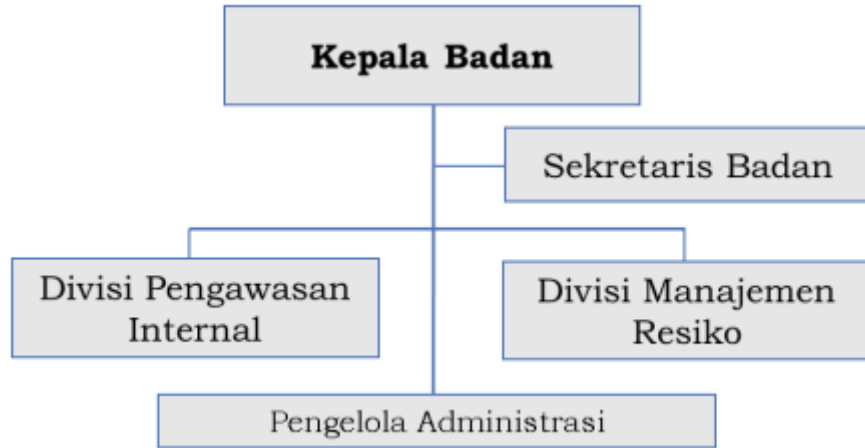 Kepala Badan
Sekretaris Badan
Divisi Pengawasan
Internal
Divisi Manajemen
Resiko
Pengelola Administrasi